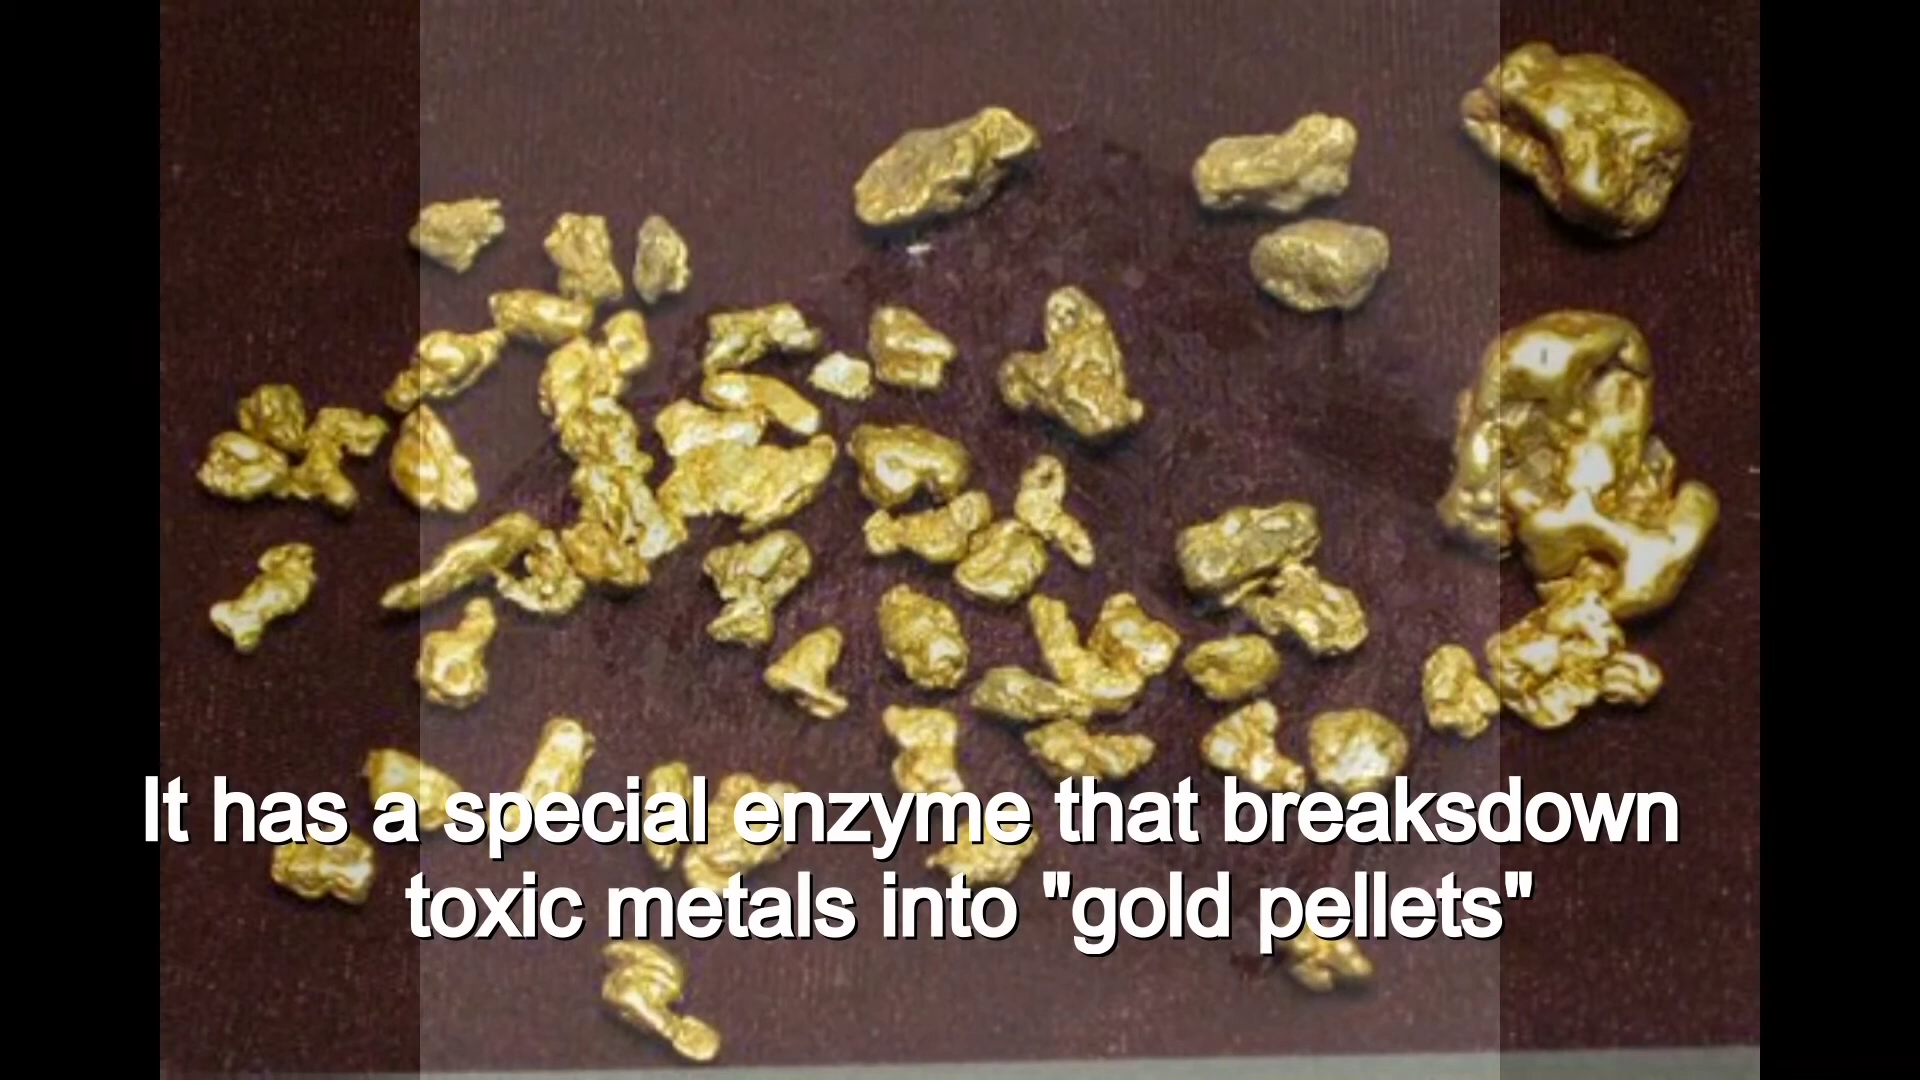 It has a special enzyme that breaksdown
toxic metals into "gold pellets"